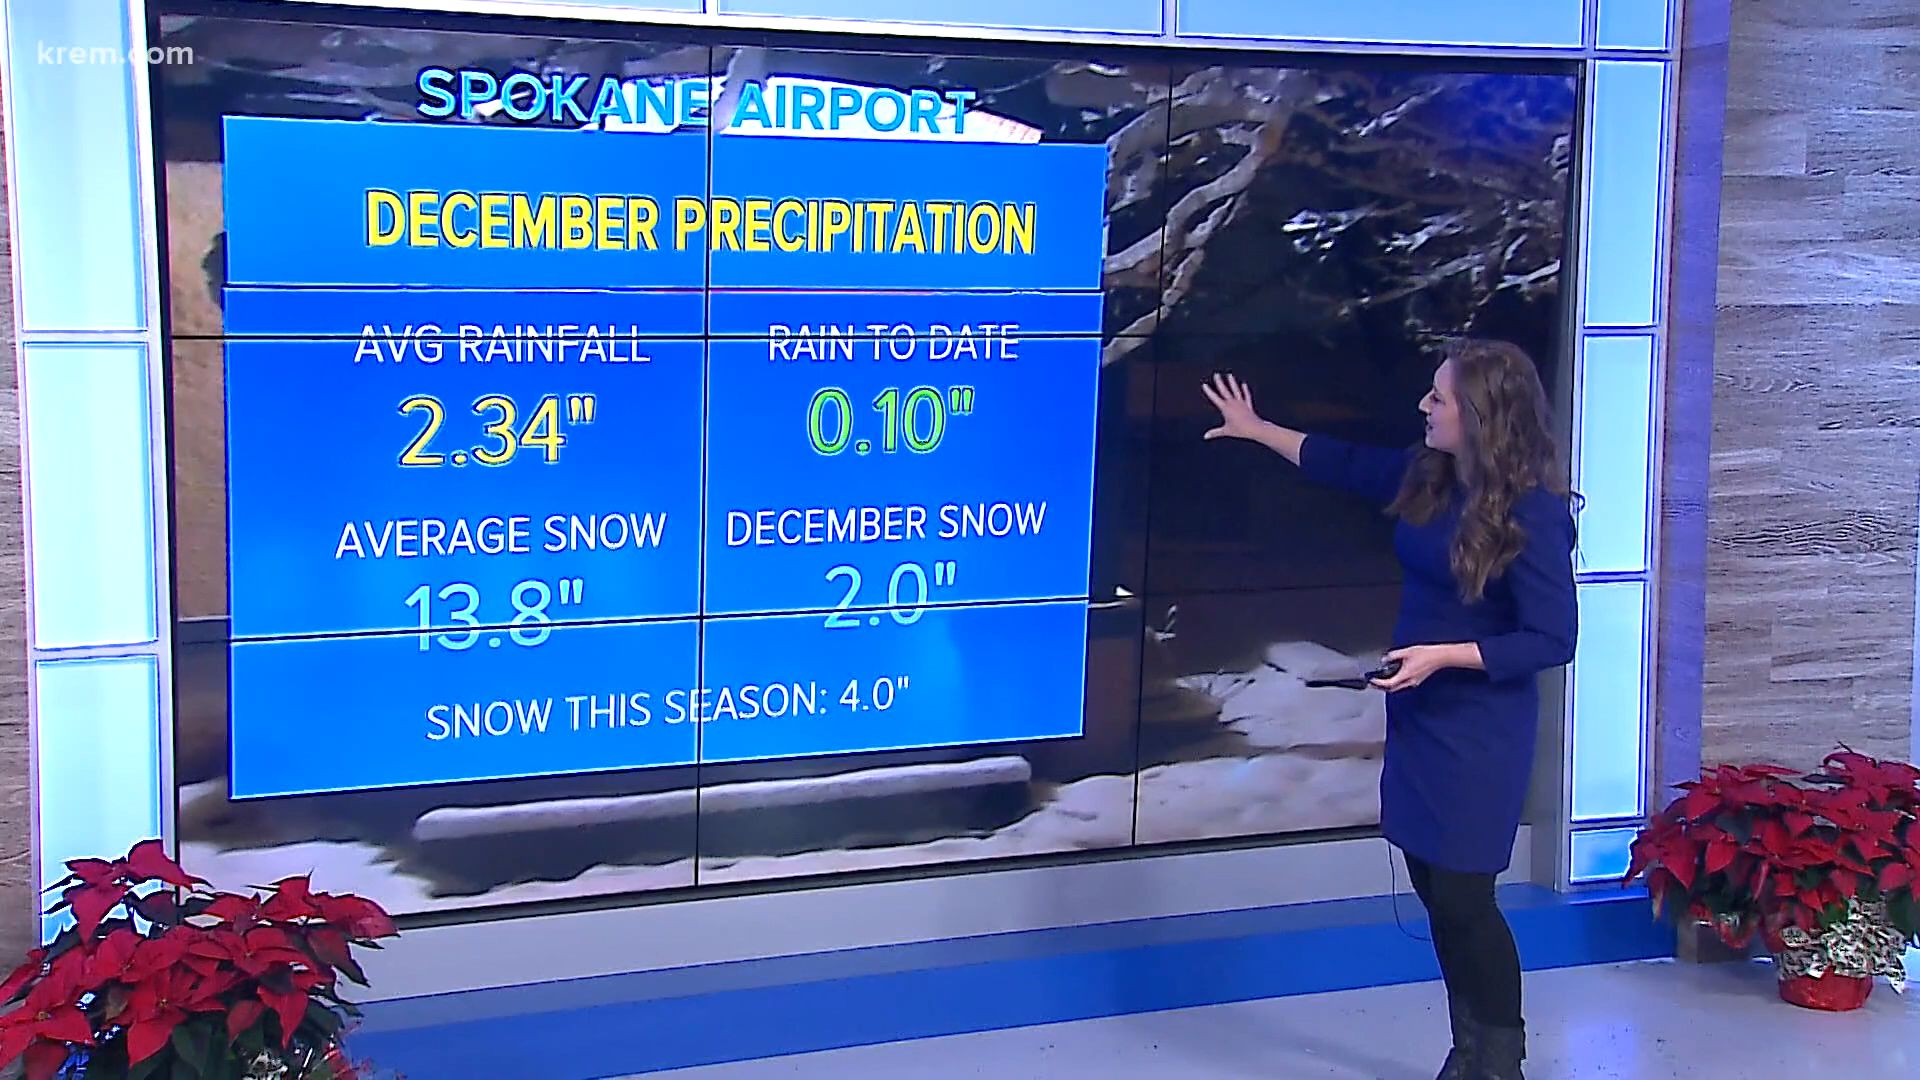 krem.com
SPOKANE AIRPORT
DECEMBER PRECIPITATION
AVG RAINFALL
2.34"
RAIN TO DATE
0.10"
AVERAGE SNOW
13.8"
DECEMBER SNOW
2.0"
SNOW THIS SEASON: 4.0"